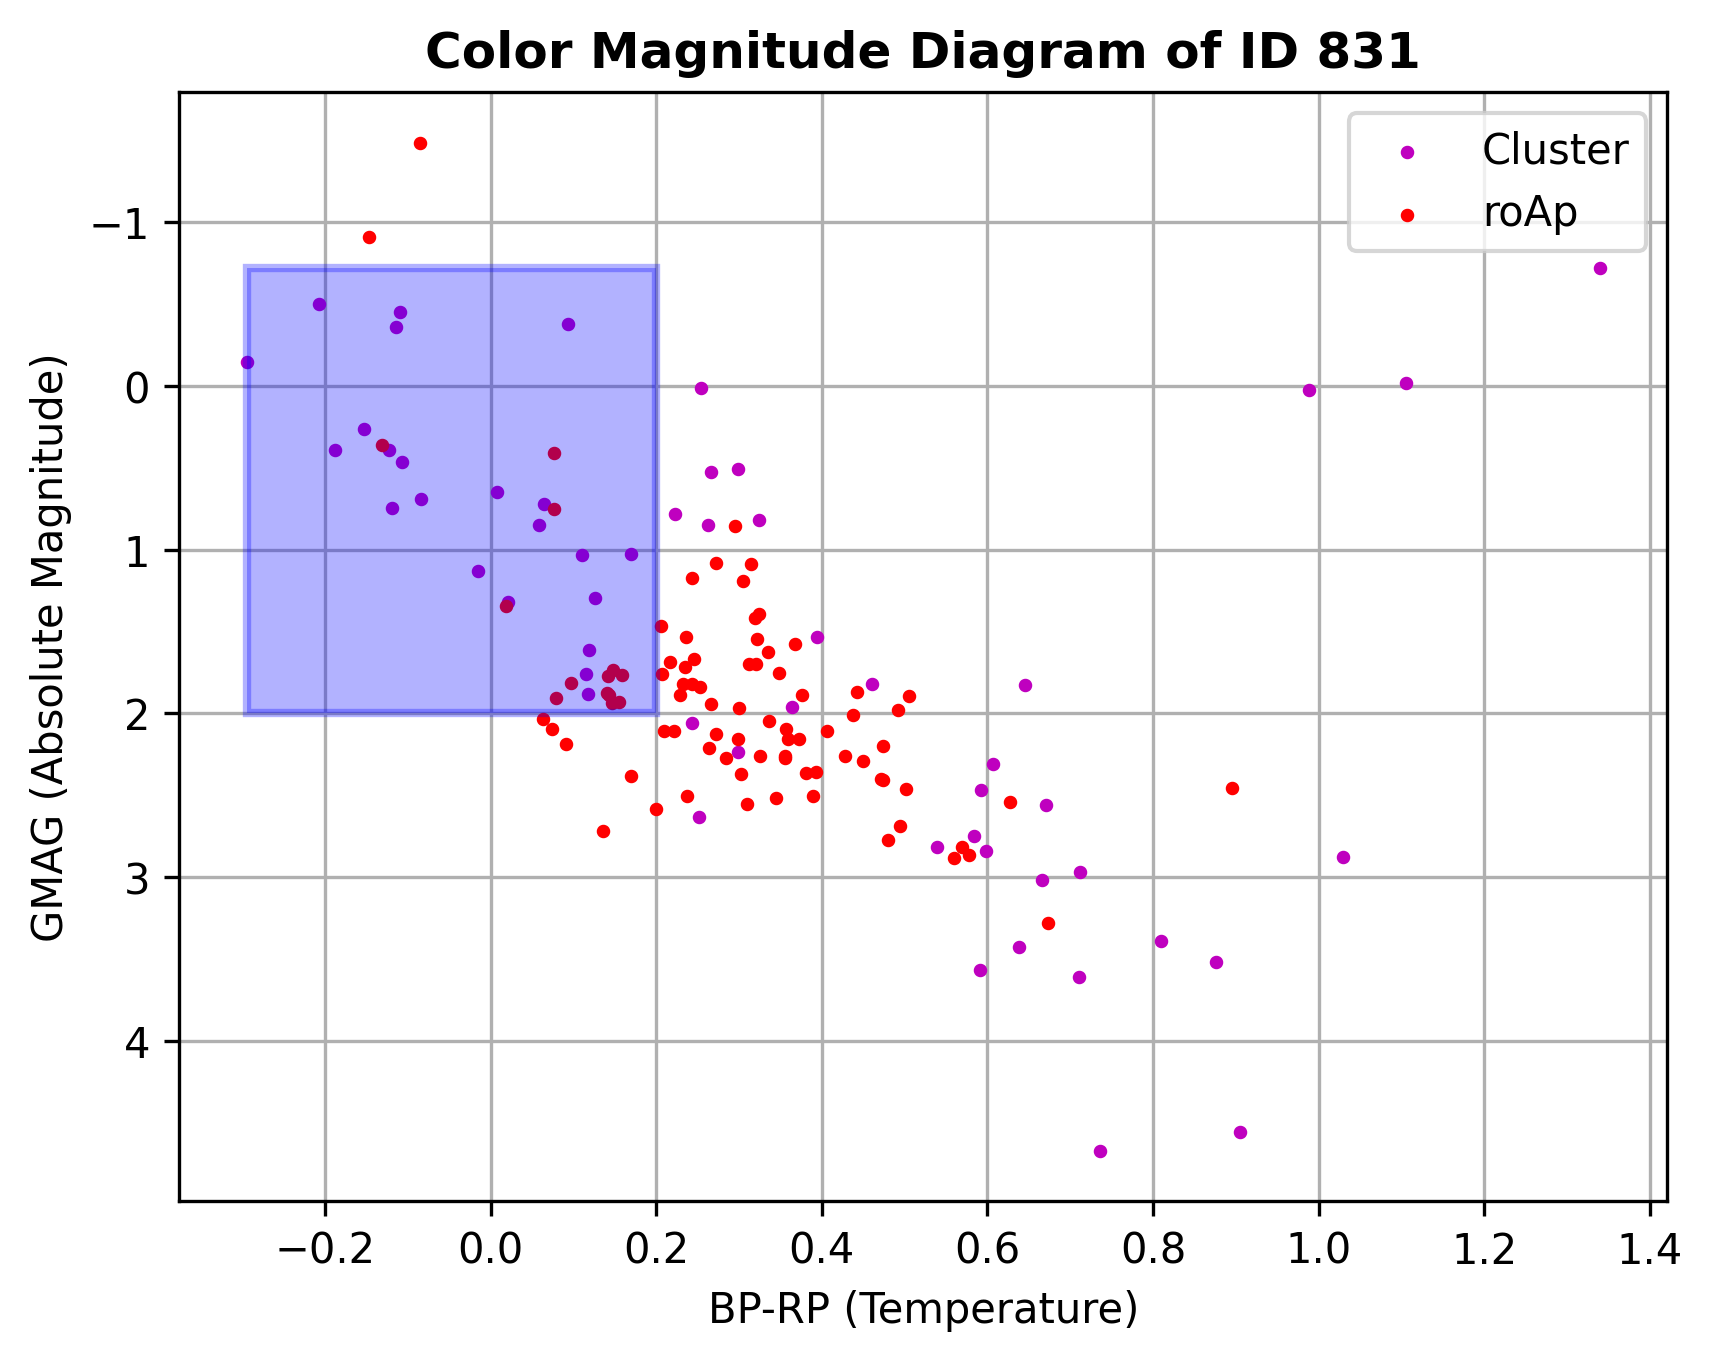 Color Magnitude Diagram of ID 831
Cluster
roAp
−1
0
1
2
3
4
GMAG (Absolute Magnitude)
−0.2 0.0 0.2 0.4 0.6 0.8 1.0 1.2 1.4
BP-RP (Temperature)